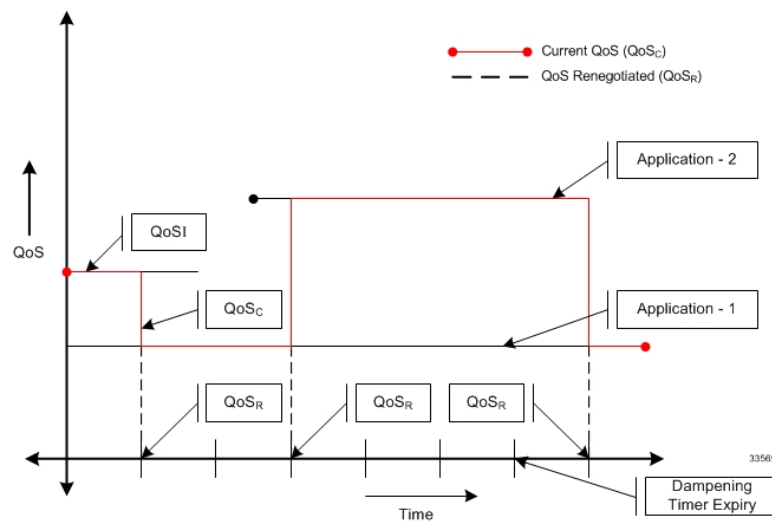 Current QoS (QoSC)
QoS Renegotiated (QoSR)
Application - 2
QoSI
QoS
QoSC
Application - 1
QoSR
QoSR
QoSR
Time
Dampening
Timer Expiry